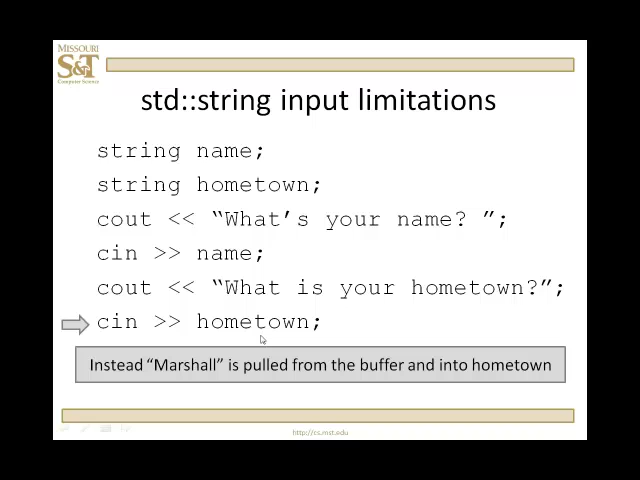 MISSOURI
S&T
Computer Science
std::string input limitations
string name;
string hometown;
cout << “What’s your name? ”;
cin >> name;
cout << “What is your hometown?”;
cin >> hometown;
Instead “Marshall” is pulled from the buffer and into hometown
http://cs.mst.edu